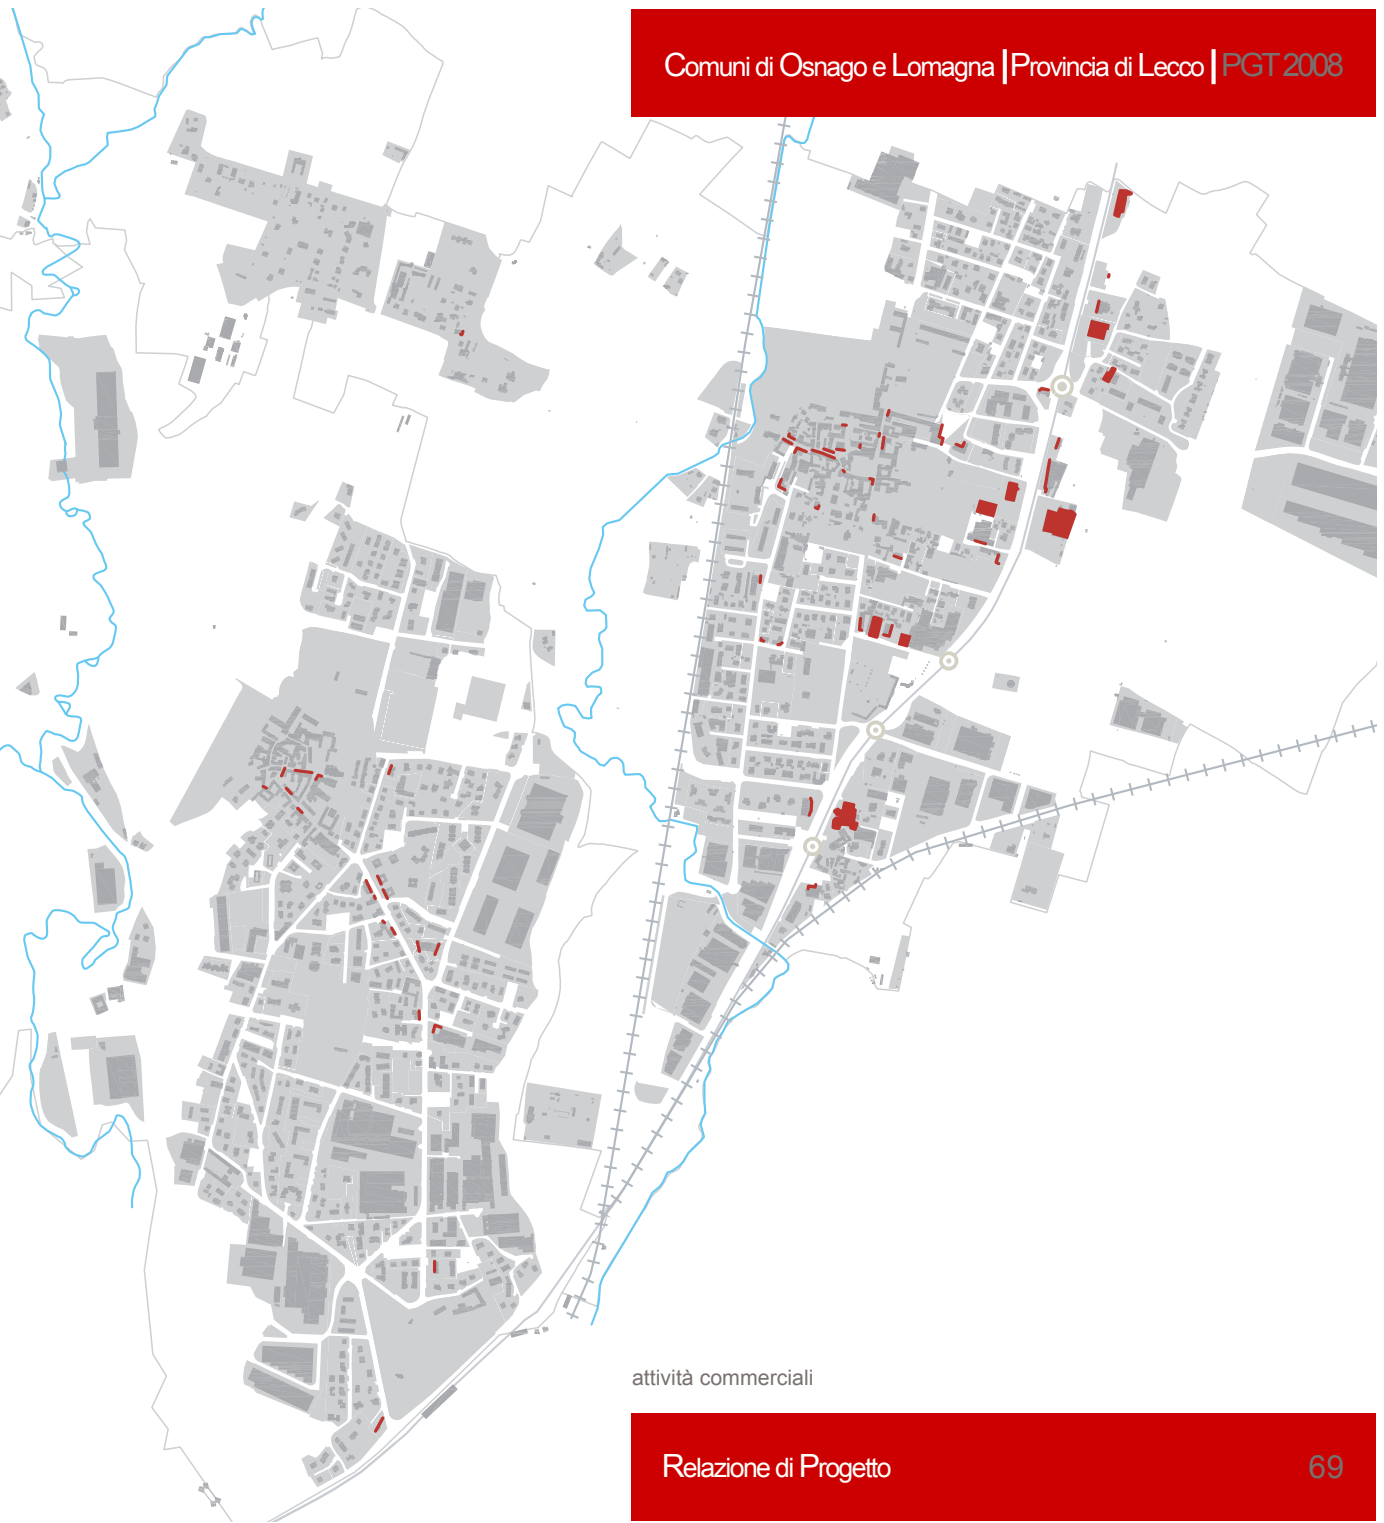 Comuni di Osnago e Lomagna | Provincia di Lecco | PGT 2008
attività commerciali
Relazione di Progetto 69